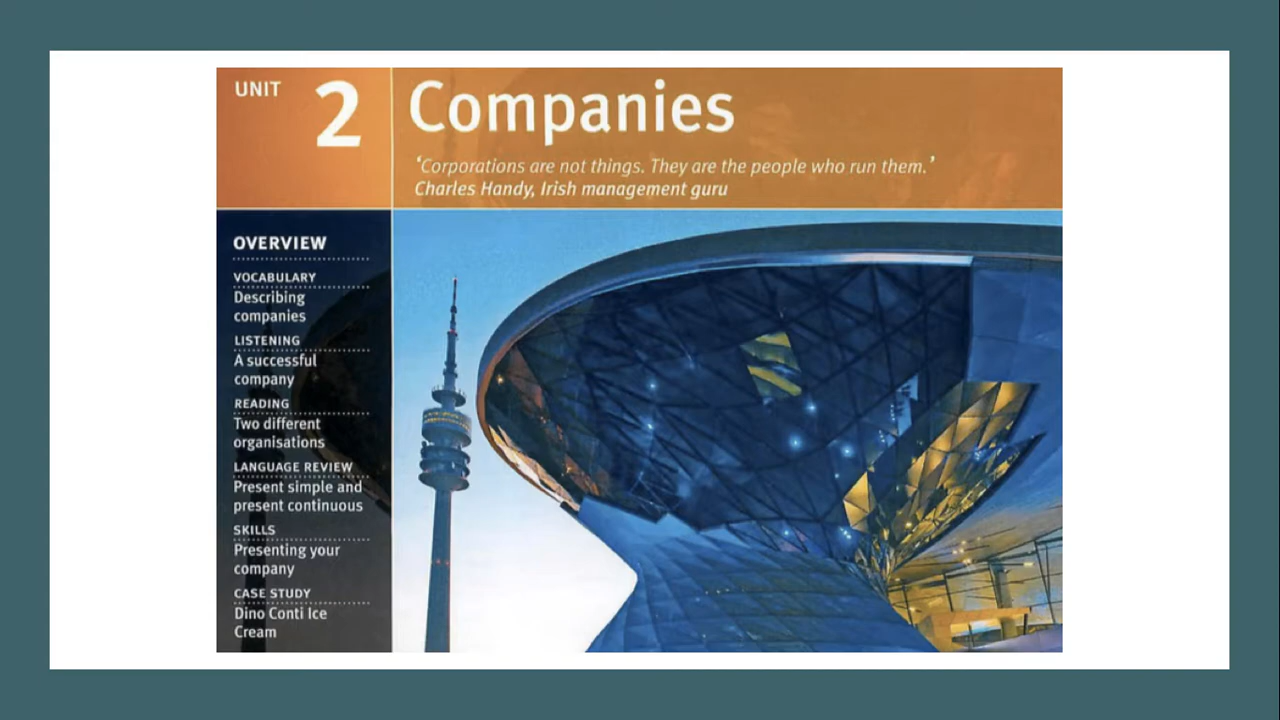 UNIT 2
Companies
‘Corporations are not things. They are the people who run them.’
Charles Handy, Irish management guru
OVERVIEW
VOCABULARY
Describing
companies
LISTENING
A successful
company
READING
Two different
organisations
LANGUAGE REVIEW
Present simple and
present continuous
SKILLS
Presenting your
company
CASE STUDY
Dino Conti Ice
Cream